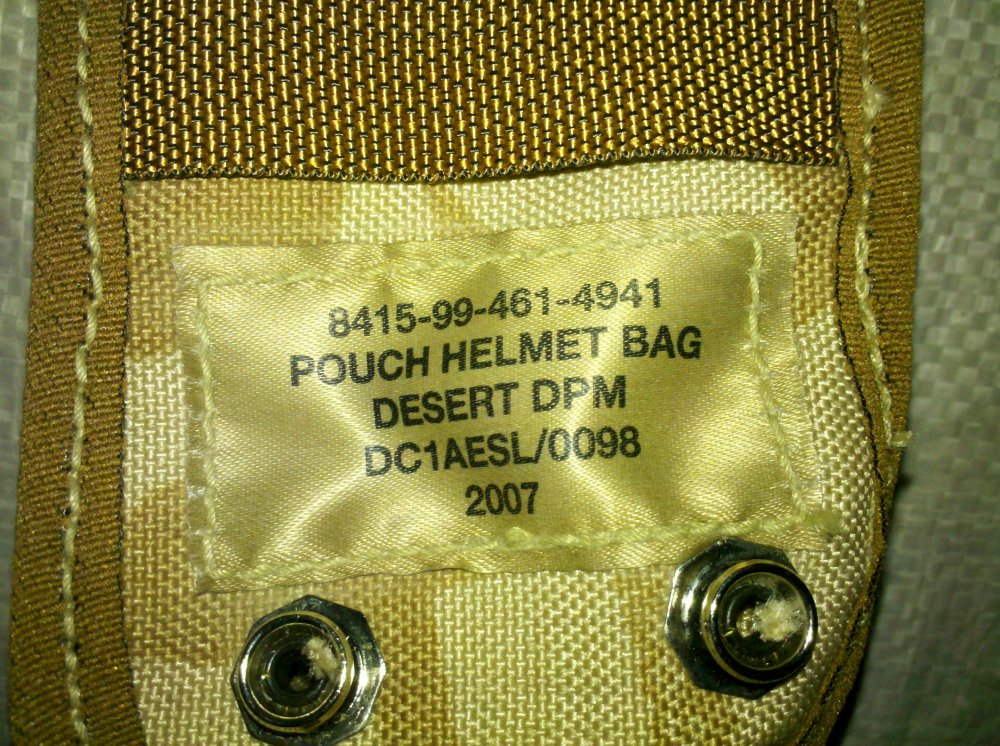 8415-99-461-4941
POUCH HELMET BAG
DESERT DPM
DC1AESL/0098
2007